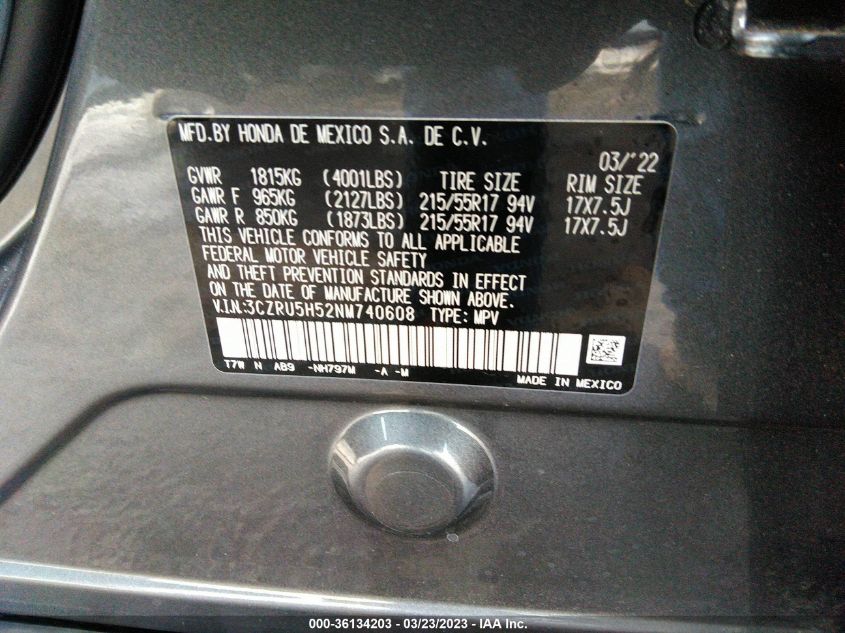 MFD.BY HONDA DE MEXICO S.A. DE C.V.
03/'22
GVWR 1815KG (4001LBS) TIRE SIZE RIM SIZE
GAWR F 965KG (2127LBS) 215/55R17 94V 17X7.5J
GAWR R 850KG (1873LBS) 215/55R17 94V 17X7.5J
THIS VEHICLE CONFORMS TO ALL APPLICABLE
FEDERAL MOTOR VEHICLE SAFETY
AND THEFT PREVENTION STANDARDS IN EFFECT
ON THE DATE OF MANUFACTURE SHOWN ABOVE.
V.I.N.:3CZRU5H52NM740608 TYPE: MPV
T7W N AB9 -NH797M -A -M
MADE IN MEXICO
000-36134203 - 03/23/2023 - IAA Inc.